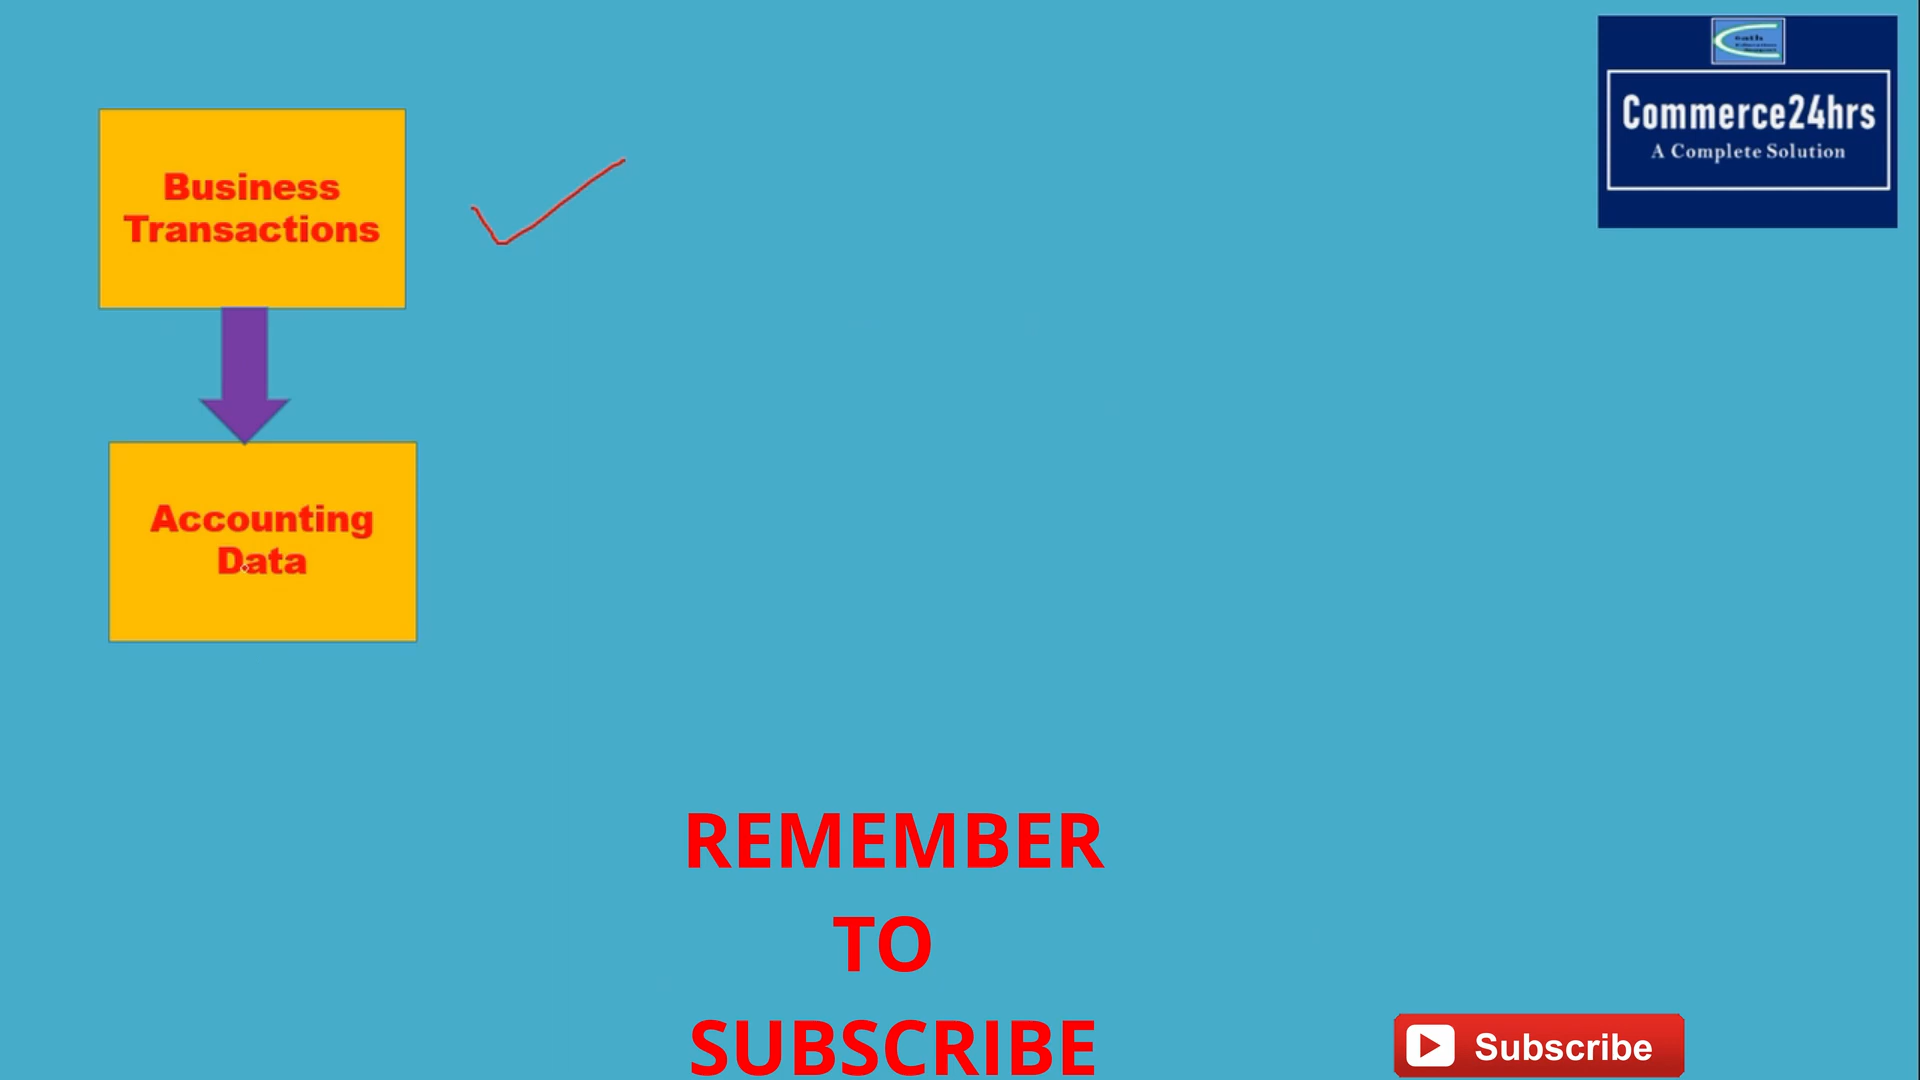 Business
Transactions
Accounting
Data
Commerce24hrs
A Complete Solution
REMEMBER
TO
SUBSCRIBE
Subscribe